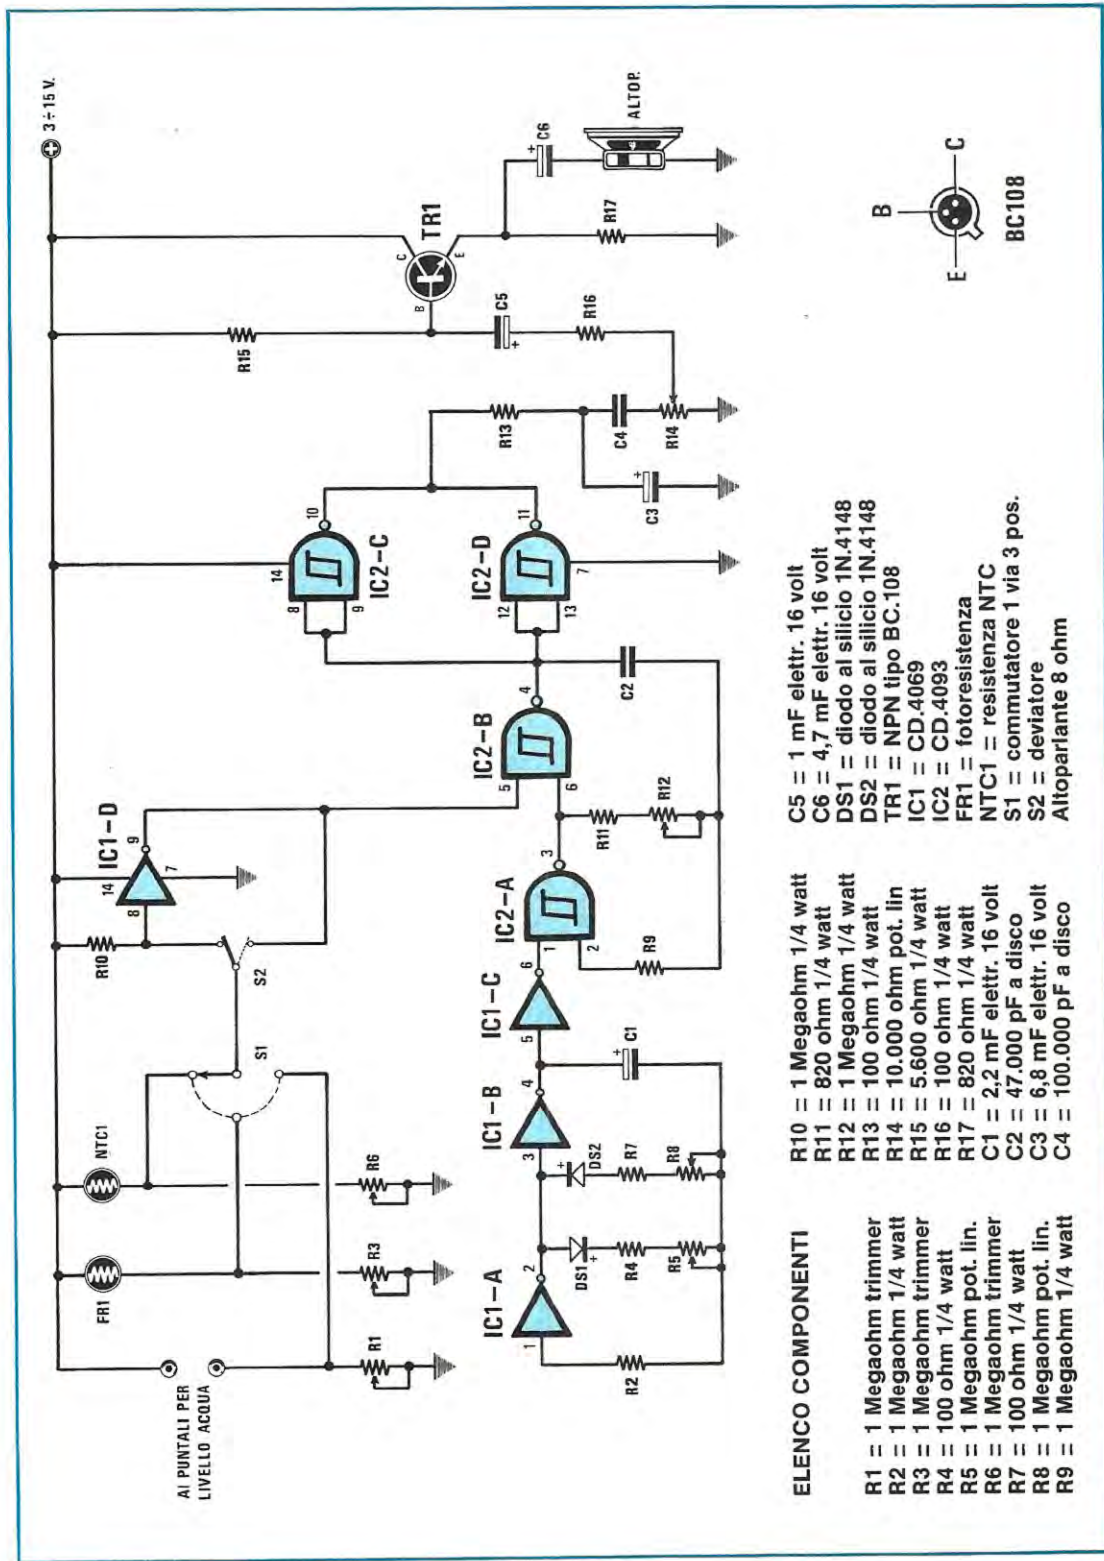 3÷15 V.
AI PUNTALI PER
LIVELLO ACQUA
FR1
NTC1
R1
R3
R6
S1
S2
R10
IC1-D
8
14
9
7
R15
B
C
E
TR1
C5
+
R16
C6
+
R17
ALTOP.
IC1-A
1
2
R2
DS1
+
R4
R5
DS2
+
R7
R8
IC1-B
3
4
C1
+
IC1-C
5
6
IC2-A
1
2
3
R9
R11
R12
IC2-B
5
6
4
C2
IC2-C
8
9
14
10
IC2-D
12
13
11
7
R13
C3
+
C4
R14
B
E
C
BC108
ELENCO COMPONENTI
R1 = 1 Megaohm trimmer
R2 = 1 Megaohm 1/4 watt
R3 = 1 Megaohm trimmer
R4 = 100 ohm 1/4 watt
R5 = 1 Megaohm pot. lin.
R6 = 1 Megaohm trimmer
R7 = 100 ohm 1/4 watt
R8 = 1 Megaohm pot. lin.
R9 = 1 Megaohm 1/4 watt
R10 = 1 Megaohm 1/4 watt
R11 = 820 ohm 1/4 watt
R12 = 1 Megaohm 1/4 watt
R13 = 100 ohm 1/4 watt
R14 = 10.000 ohm pot. lin
R15 = 5.600 ohm 1/4 watt
R16 = 100 ohm 1/4 watt
R17 = 820 ohm 1/4 watt
C1 = 2,2 mF elettr. 16 volt
C2 = 47.000 pF a disco
C3 = 6,8 mF elettr. 16 volt
C4 = 100.000 pF a disco
C5 = 1 mF elettr. 16 volt
C6 = 4,7 mF elettr. 16 volt
DS1 = diodo al silicio 1N.4148
DS2 = diodo al silicio 1N.4148
TR1 = NPN tipo BC.108
IC1 = CD.4069
IC2 = CD.4093
FR1 = fotoresistenza
NTC1 = resistenza NTC
S1 = commutatore 1 via 3 pos.
S2 = deviatore
Altoparlante 8 ohm